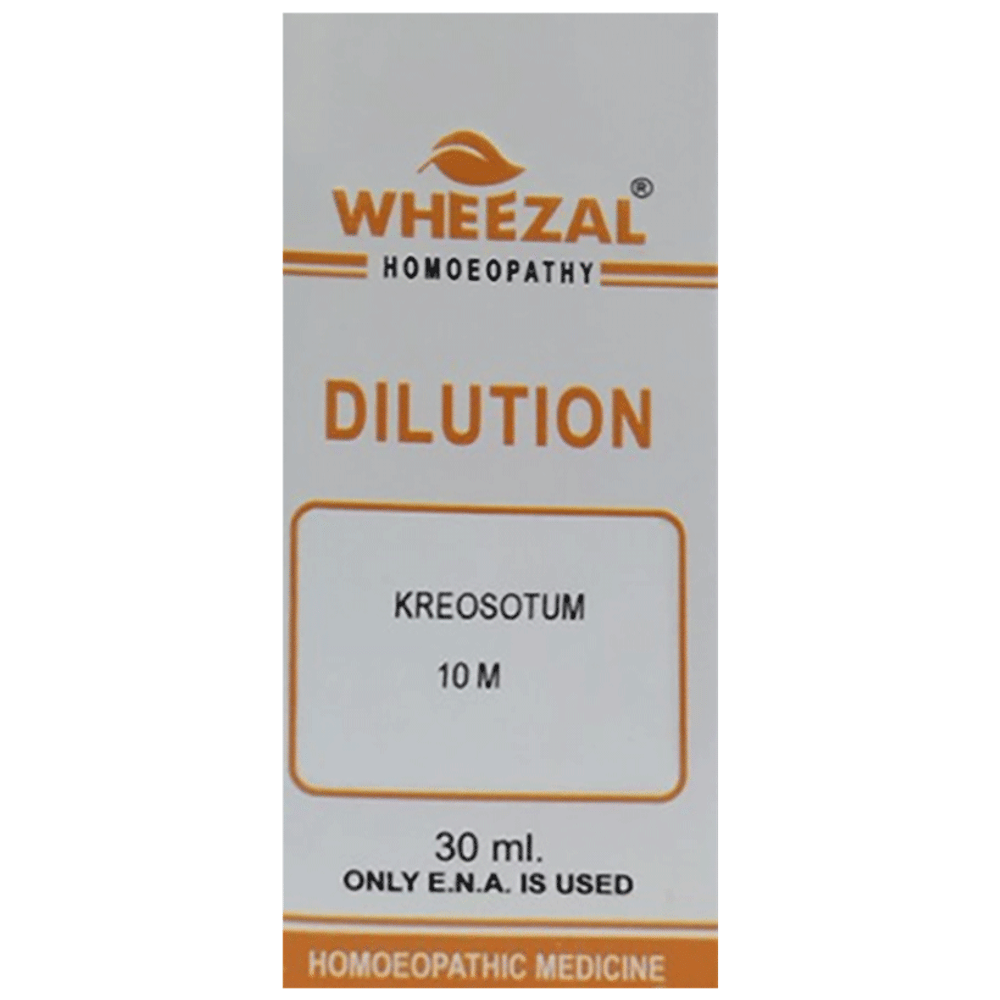 WHEEZAL®
HOMOEOPATHY
DILUTION
KREOSOTUM
10 M
30 ml.
ONLY E.N.A. IS USED
HOMOEOPATHIC MEDICINE